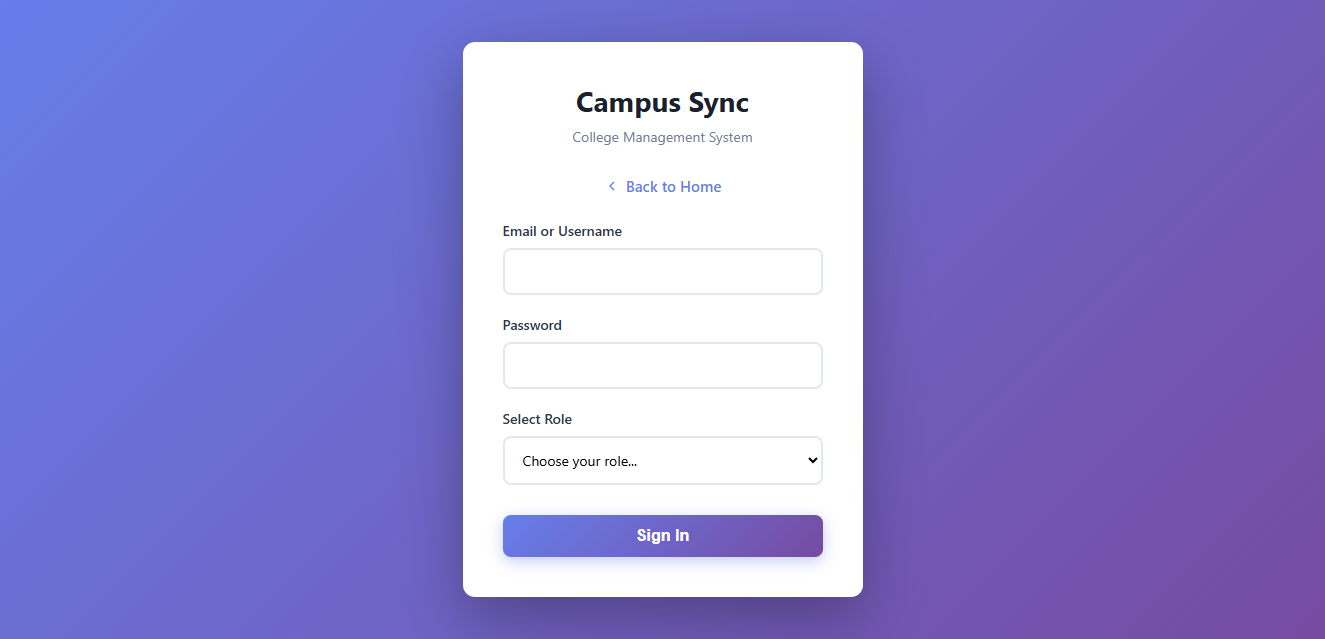 Campus Sync
College Management System
Back to Home
Email or Username
Password
Select Role
Choose your role...
Sign In